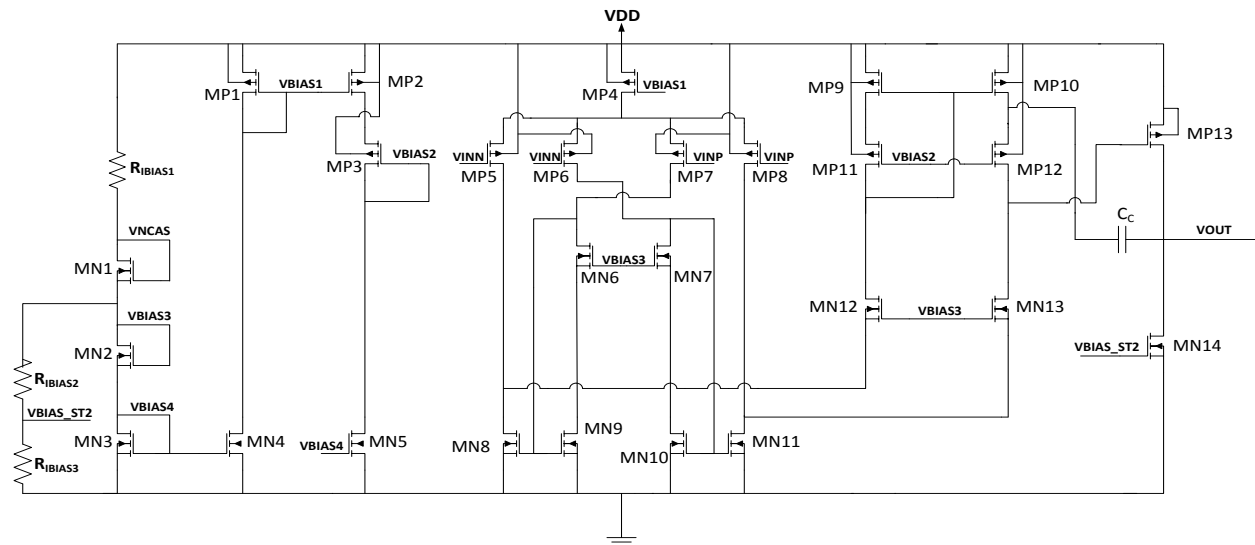 VDD
MP1
VBIAS1
MP2
MP4
VBIAS1
MP9
MP10
MP13
RIBIAS1
MP3
VBIAS2
VINN
MP5
VINN
MP6
VINP
MP7
VINP
MP8
MP11
VBIAS2
MP12
CC
VOUT
VNCAS
MN1
MN6
VBIAS3
MN7
MN12
VBIAS3
MN13
VBIAS3
MN2
VBIAS_ST2
MN14
RIBIAS2
VBIAS_ST2
VBIAS4
RIBIAS3
MN3
MN4
VBIAS4
MN5
MN8
MN9
MN10
MN11